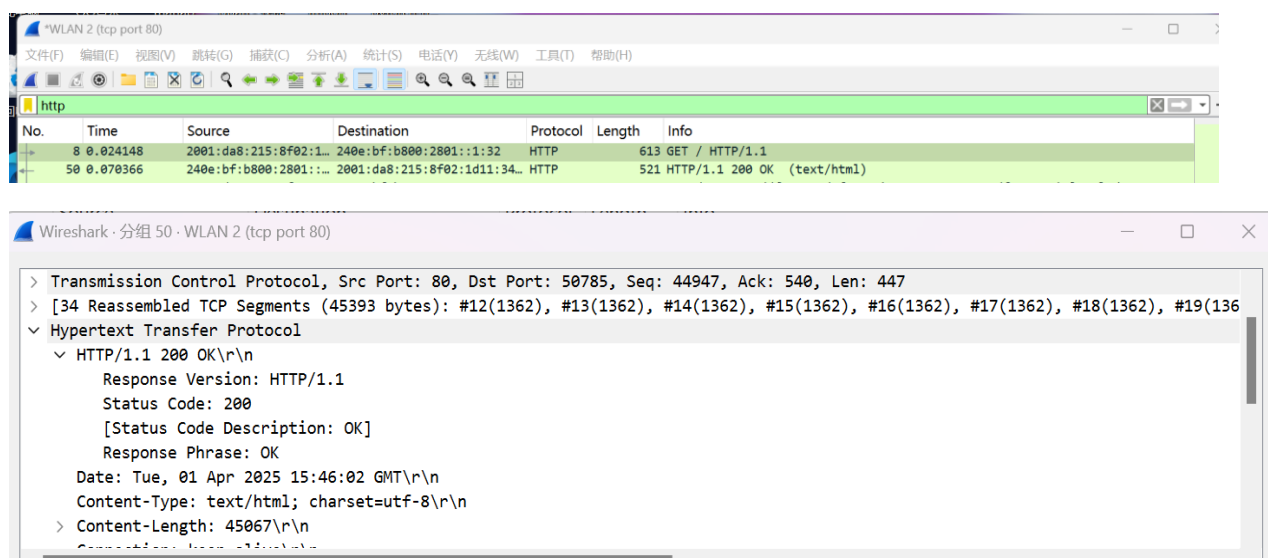 *WLAN 2 (tcp port 80)
文件(F) 编辑(E) 视图(V) 跳转(G) 捕获(C) 分析(A) 统计(S) 电话(Y) 无线(W) 工具(T) 帮助(H)
http
No. Time Source Destination Protocol Length Info
8 0.024148 2001:da8:215:8f02:1… 240e:bf:b800:2801::1:32 HTTP 613 GET / HTTP/1.1
50 0.070366 240e:bf:b800:2801::… 2001:da8:215:8f02:1d11:34… HTTP 521 HTTP/1.1 200 OK (text/html)
Wireshark · 分组 50 · WLAN 2 (tcp port 80)
Transmission Control Protocol, Src Port: 80, Dst Port: 50785, Seq: 44947, Ack: 540, Len: 447
[34 Reassembled TCP Segments (45393 bytes): #12(1362), #13(1362), #14(1362), #15(1362), #16(1362), #17(1362), #18(1362), #19(136
Hypertext Transfer Protocol
HTTP/1.1 200 OK\r\n
Response Version: HTTP/1.1
Status Code: 200
[Status Code Description: OK]
Response Phrase: OK
Date: Tue, 01 Apr 2025 15:46:02 GMT\r\n
Content-Type: text/html; charset=utf-8\r\n
Content-Length: 45067\r\n